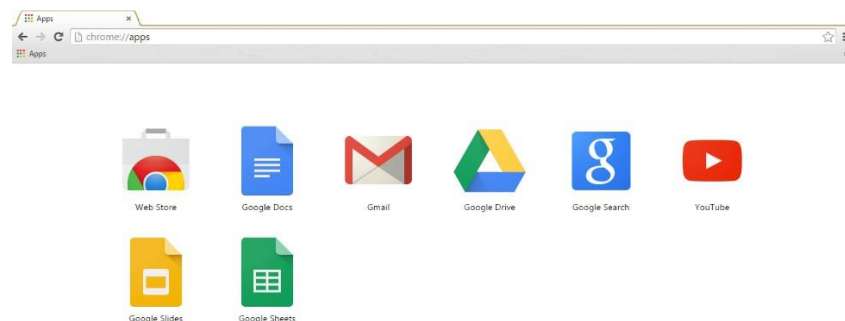 Apps
chrome://apps
Apps
Web Store
Google Docs
Gmail
Google Drive
Google Search
YouTube
Google Slides
Google Sheets